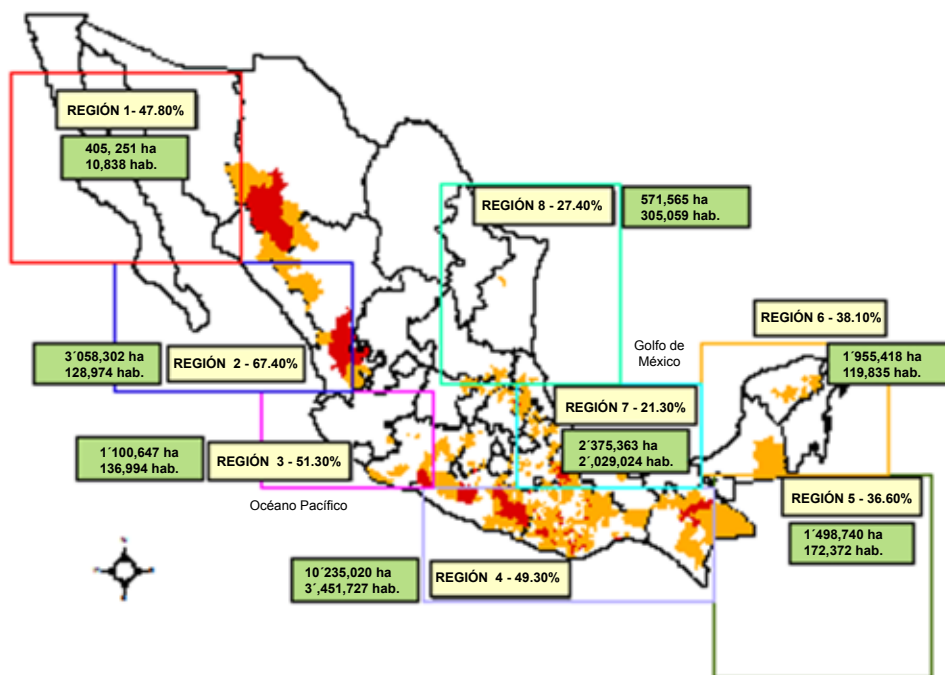 REGIÓN 1- 47.80%
405, 251 ha
10,838 hab.
REGIÓN 8 - 27.40%
571,565 ha
305,059 hab.
REGIÓN 6 - 38.10%
Golfo de
México
3´058,302 ha
128,974 hab.
REGIÓN 2 - 67.40%
1´955,418 ha
119,835 hab.
REGIÓN 7 - 21.30%
2´375,363 ha
2´,029,024 hab.
1´100,647 ha
136,994 hab.
REGIÓN 3 - 51.30%
Océano Pacífico
REGIÓN 5 - 36.60%
1´498,740 ha
172,372 hab.
10´235,020 ha
3´,451,727 hab.
REGIÓN 4 - 49.30%